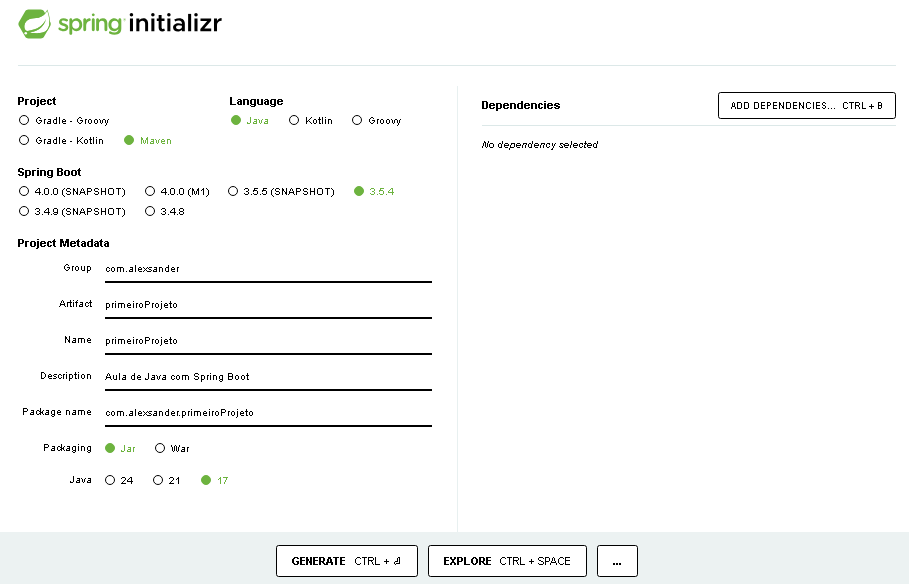 spring initializr
Project
Gradle - Groovy
Gradle - Kotlin Maven
Language
Java Kotlin Groovy
Spring Boot
4.0.0 (SNAPSHOT) 4.0.0 (M1) 3.5.5 (SNAPSHOT) 3.5.4
3.4.9 (SNAPSHOT) 3.4.8
Project Metadata
Group com.alexsander
Artifact primeiroProjeto
Name primeiroProjeto
Description Aula de Java com Spring Boot
Package name com.alexsander.primeiroProjeto
Packaging Jar War
Java 24 21 17
Dependencies ADD DEPENDENCIES... CTRL + B
No dependency selected
GENERATE CTRL + ⏎ EXPLORE CTRL + SPACE ...